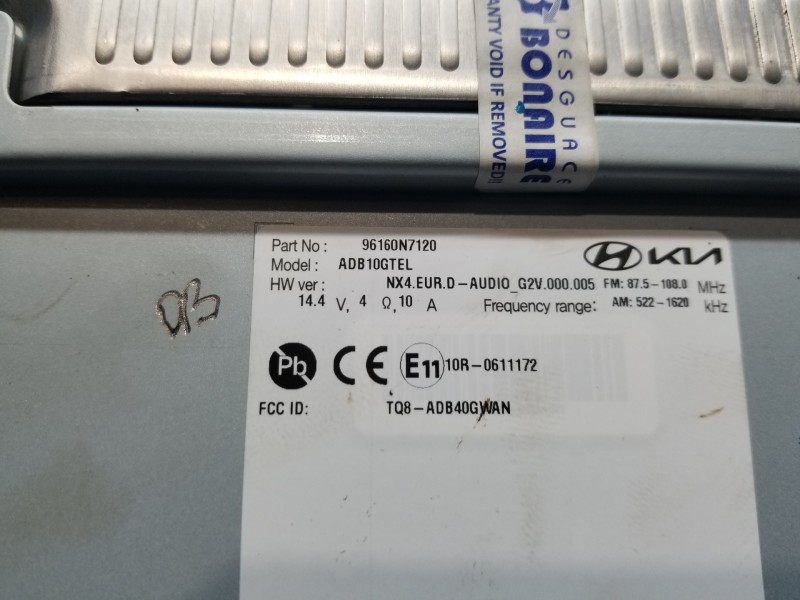 DESGUACE
BONAIRE
ANTY VOID IF REMOVED!!
Part No : 96160N7120
Model : ADB10GTEL
HW ver : NX4.EUR.D-AUDIO_G2V.000.005
14.4 V, 4 Ω, 10 A
HYUNDAI KIA
FM: 87.5-108.0 MHz
Frequency range: AM: 522-1620 kHz
Pb CE E11 10R-0611172
FCC ID: TQ8-ADB40GWAN